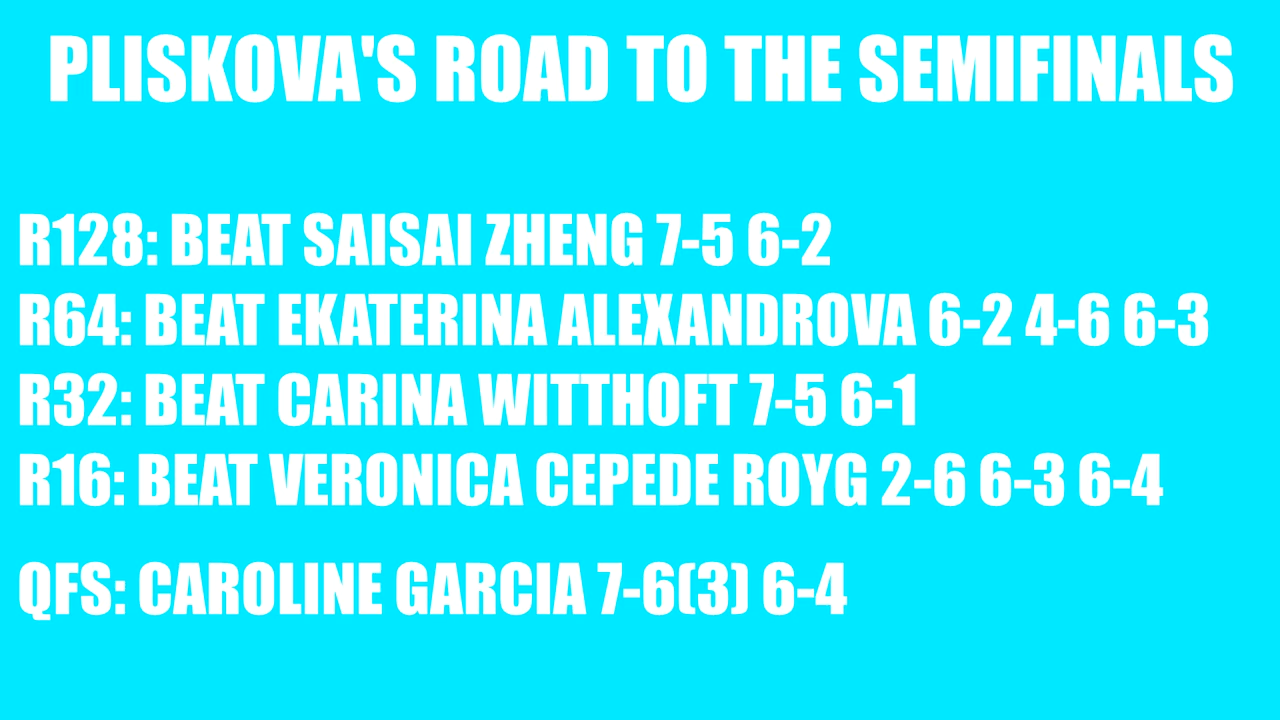 PLISKOVA'S ROAD TO THE SEMIFINALS
R128: BEAT SAISAI ZHENG 7-5 6-2
R64: BEAT EKATERINA ALEXANDROVA 6-2 4-6 6-3
R32: BEAT CARINA WITTHOFT 7-5 6-1
R16: BEAT VERONICA CEPEDE ROYG 2-6 6-3 6-4
QFS: CAROLINE GARCIA 7-6(3) 6-4